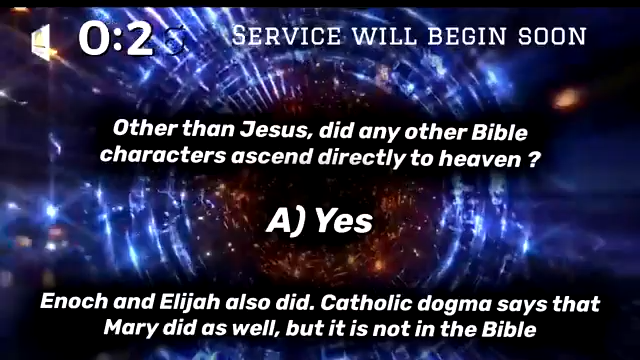 0:2
SERVICE WILL BEGIN SOON
Other than Jesus, did any other Bible
characters ascend directly to heaven ?
A) Yes
Enoch and Elijah also did. Catholic dogma says that
Mary did as well, but it is not in the Bible